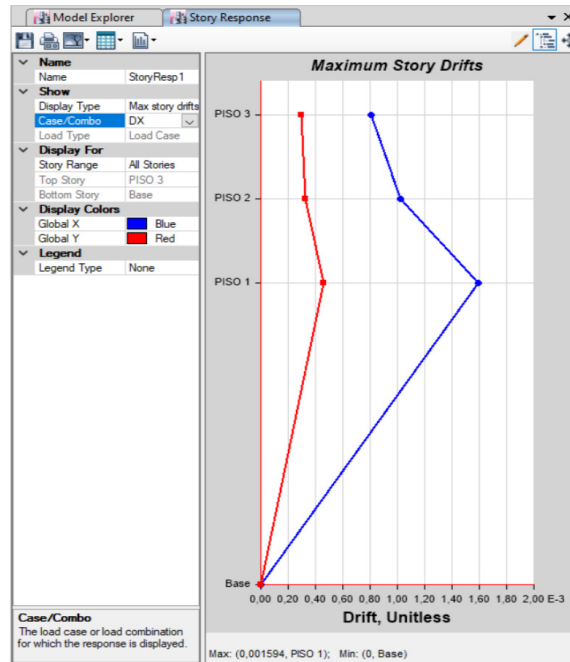 Model Explorer Story Response
Name
Name StoryResp1
Show
Display Type Max story drifts
Case/Combo DX
Load Type Load Case
Display For
Story Range All Stories
Top Story PISO 3
Bottom Story Base
Display Colors
Global X Blue
Global Y Red
Legend
Legend Type None
Case/Combo
The load case or load combination
for which the response is displayed.
Maximum Story Drifts
PISO 3
PISO 2
PISO 1
Base
0,00 0,20 0,40 0,60 0,80 1,00 1,20 1,40 1,60 1,80 2,00 E-3
Drift, Unitless
Max: (0,001594, PISO 1); Min: (0, Base)